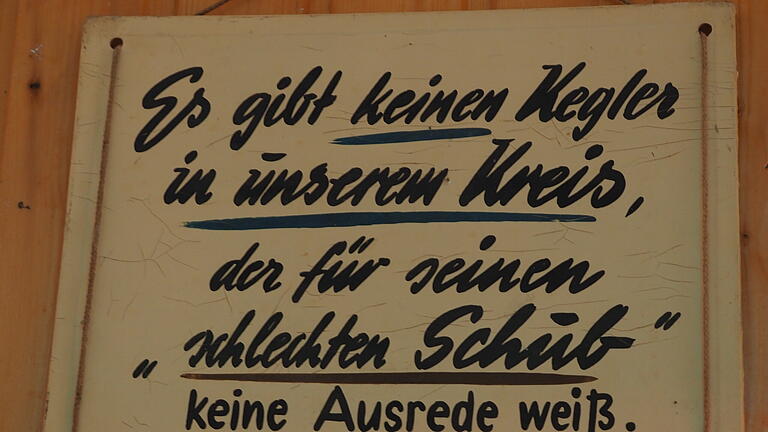 Es gibt keinen Kegler
in unserem Kreis,
der für seinen
„schlechten Schub"
keine Ausrede weiß.